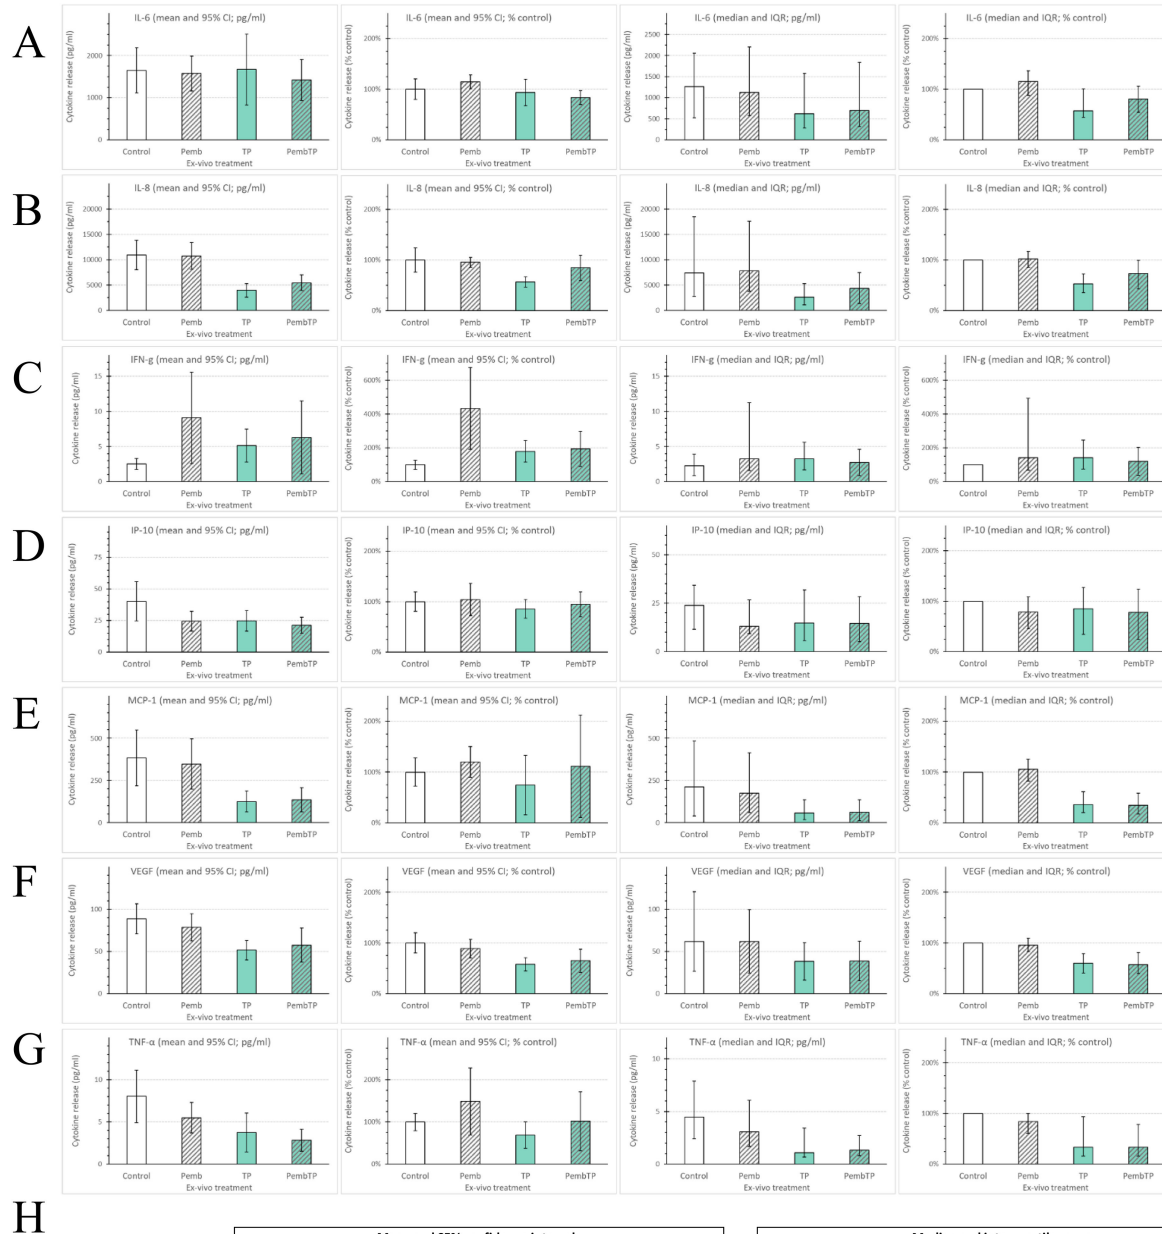 A
IL-6 (mean and 95% CI; pg/ml)
Cytokine release (pg/ml)
2000
1000
0
Control Pemb TP PembTP
Ex-vivo treatment
IL-6 (mean and 95% CI; % control)
Cytokine release (% control)
200%
100%
0%
Control Pemb TP PembTP
Ex-vivo treatment
IL-6 (median and IQR; pg/ml)
Cytokine release (pg/ml)
2500
2000
1500
1000
500
0
Control Pemb TP PembTP
Ex-vivo treatment
IL-6 (median and IQR; % control)
Cytokine release (% control)
200%
100%
0%
Control Pemb TP PembTP
Ex-vivo treatment
B
IL-8 (mean and 95% CI; pg/ml)
Cytokine release (pg/ml)
20000
15000
10000
5000
0
Control Pemb TP PembTP
Ex-vivo treatment
IL-8 (mean and 95% CI; % control)
Cytokine release (% control)
200%
100%
0%
Control Pemb TP PembTP
Ex-vivo treatment
IL-8 (median and IQR; pg/ml)
Cytokine release (pg/ml)
20000
15000
10000
5000
0
Control Pemb TP PembTP
Ex-vivo treatment
IL-8 (median and IQR; % control)
Cytokine release (% control)
200%
100%
0%
Control Pemb TP PembTP
Ex-vivo treatment
C
IFN-g (mean and 95% CI; pg/ml)
Cytokine release (pg/ml)
15
10
5
0
Control Pemb TP PembTP
Ex-vivo treatment
IFN-g (mean and 95% CI; % control)
Cytokine release (% control)
600%
400%
200%
0%
Control Pemb TP PembTP
Ex-vivo treatment
IFN-g (median and IQR; pg/ml)
Cytokine release (pg/ml)
15
10
5
0
Control Pemb TP PembTP
Ex-vivo treatment
IFN-g (median and IQR; % control)
Cytokine release (% control)
600%
400%
200%
0%
Control Pemb TP PembTP
Ex-vivo treatment
D
IP-10 (mean and 95% CI; pg/ml)
Cytokine release (pg/ml)
75
50
25
0
Control Pemb TP PembTP
Ex-vivo treatment
IP-10 (mean and 95% CI; % control)
Cytokine release (% control)
200%
100%
0%
Control Pemb TP PembTP
Ex-vivo treatment
IP-10 (median and IQR; pg/ml)
Cytokine release (pg/ml)
50
25
0
Control Pemb TP PembTP
Ex-vivo treatment
IP-10 (median and IQR; % control)
Cytokine release (% control)
200%
100%
0%
Control Pemb TP PembTP
Ex-vivo treatment
E
MCP-1 (mean and 95% CI; pg/ml)
Cytokine release (pg/ml)
500
250
0
Control Pemb TP PembTP
Ex-vivo treatment
MCP-1 (mean and 95% CI; % control)
Cytokine release (% control)
200%
100%
0%
Control Pemb TP PembTP
Ex-vivo treatment
MCP-1 (median and IQR; pg/ml)
Cytokine release (pg/ml)
500
250
0
Control Pemb TP PembTP
Ex-vivo treatment
MCP-1 (median and IQR; % control)
Cytokine release (% control)
200%
100%
0%
Control Pemb TP PembTP
Ex-vivo treatment
F
VEGF (mean and 95% CI; pg/ml)
Cytokine release (pg/ml)
100
50
0
Control Pemb TP PembTP
Ex-vivo treatment
VEGF (mean and 95% CI; % control)
Cytokine release (% control)
200%
100%
0%
Control Pemb TP PembTP
Ex-vivo treatment
VEGF (median and IQR; pg/ml)
Cytokine release (pg/ml)
100
50
0
Control Pemb TP PembTP
Ex-vivo treatment
VEGF (median and IQR; % control)
Cytokine release (% control)
200%
100%
0%
Control Pemb TP PembTP
Ex-vivo treatment
G
TNF-α (mean and 95% CI; pg/ml)
Cytokine release (pg/ml)
10
5
0
Control Pemb TP PembTP
Ex-vivo treatment
TNF-α (mean and 95% CI; % control)
Cytokine release (% control)
200%
100%
0%
Control Pemb TP PembTP
Ex-vivo treatment
TNF-α (median and IQR; pg/ml)
Cytokine release (pg/ml)
10
5
0
Control Pemb TP PembTP
Ex-vivo treatment
TNF-α (median and IQR; % control)
Cytokine release (% control)
200%
100%
0%
Control Pemb TP PembTP
Ex-vivo treatment
H